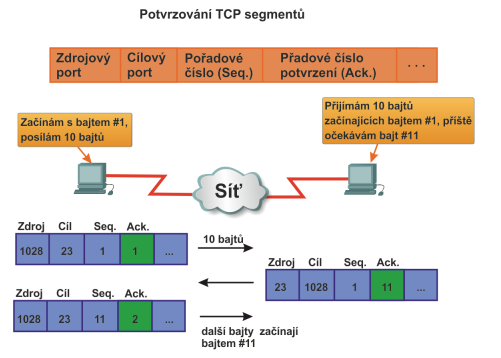 Potvrzování TCP segmentů
Zdrojový port
Cílový port
Pořadové číslo (Seq.)
Přadové číslo potvrzení (Ack.)
. . .
Začínám s bajtem #1,
posílám 10 bajtů
Přijímám 10 bajtů
začínajících bajtem #1, příště
očekávám bajt #11
Síť
Zdroj Cíl Seq. Ack.
1028 23 1 1 ...
10 bajtů
Zdroj Cíl Seq. Ack.
23 1028 1 11 ...
Zdroj Cíl Seq. Ack.
1028 23 11 2 ...
další bajty začínají
bajtem #11